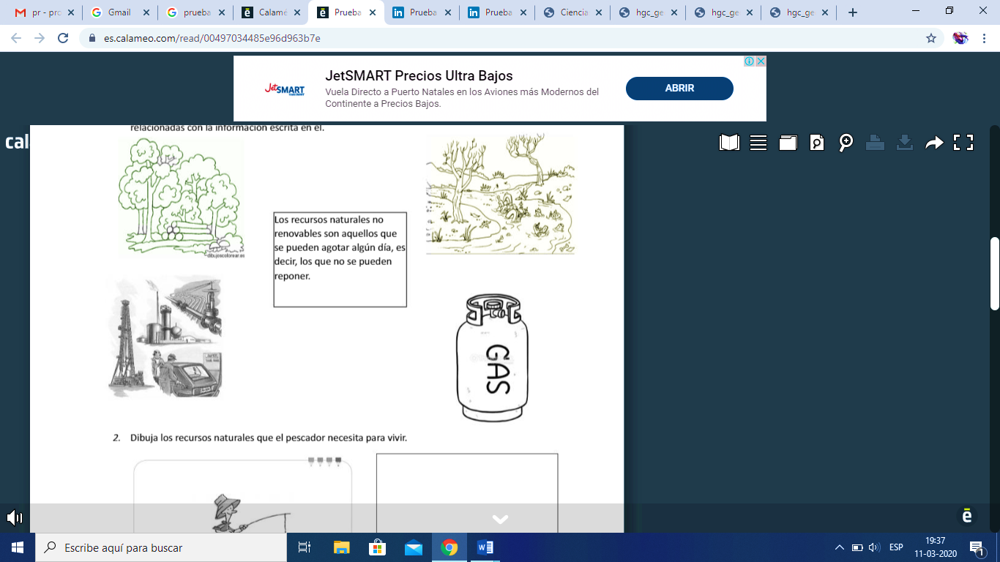 pr - pro
Gmail
prueba
Calamé
Prueba
Prueba
Prueba
Ciencia
hgc_ge
hgc_ge
hgc_ge
es.calameo.com/read/00497034485e96d963b7e
JetSMART Precios Ultra Bajos
Vuela Directo a Puerto Natales en los Aviones más Modernos del
Continente a Precios Bajos.
JetSMART
ABRIR
cal
relacionadas con la información escrita en él.
dibujoscolorear.es
Los recursos naturales no
renovables son aquellos que
se pueden agotar algún día, es
decir, los que no se pueden
reponer.
GAS
2. Dibuja los recursos naturales que el pescador necesita para vivir.
Escribe aquí para buscar
ESP
19:37
11-03-2020
1